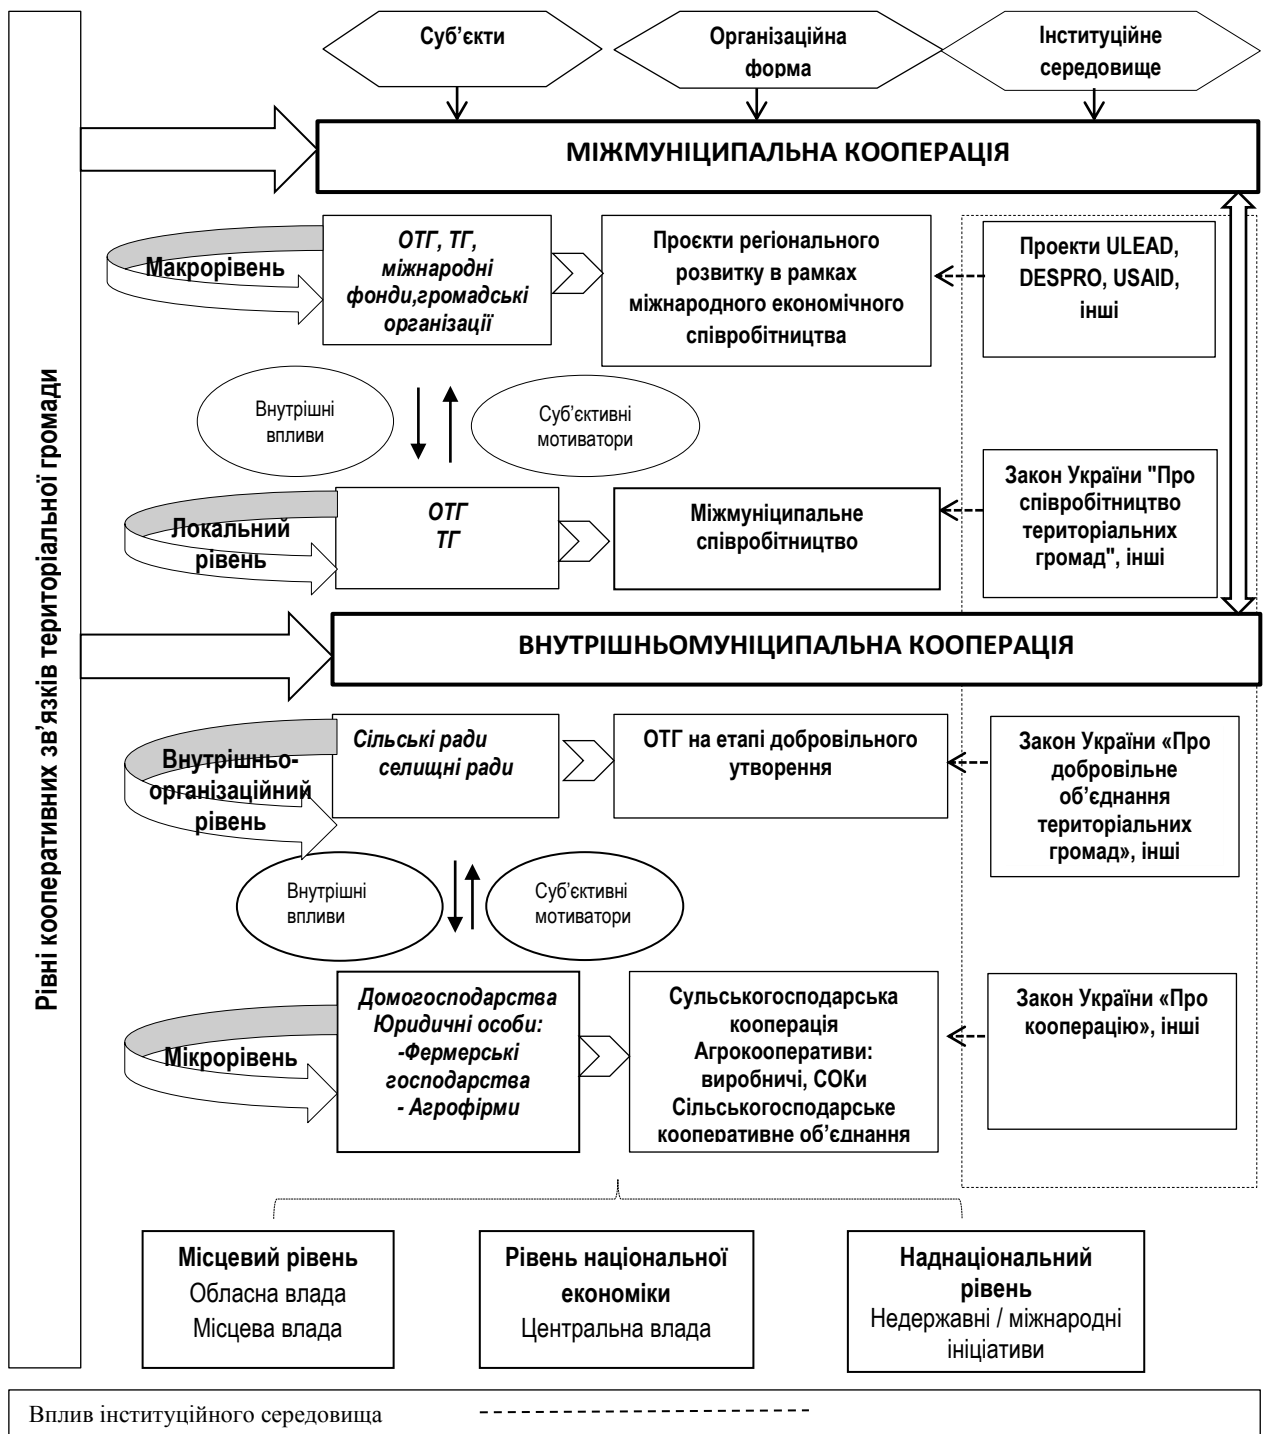 Рівні кооперативних зв’язків територіальної громади
Суб’єкти
Організаційна
форма
Інституційне
середовище
МІЖМУНІЦИПАЛЬНА КООПЕРАЦІЯ
Макрорівень
ОТГ, ТГ,
міжнародні
фонди,громадські
організації
Проєкти регіонального
розвитку в рамках
міжнародного економічного
співробітництва
Проекти ULEAD,
DESPRO, USAID,
інші
Внутрішні
впливи
Суб’єктивні
мотиватори
Локальний
рівень
ОТГ
ТГ
Міжмуніципальне
співробітництво
Закон України "Про
співробітництво
територіальних
громад", інші
ВНУТРІШНЬОМУНІЦИПАЛЬНА КООПЕРАЦІЯ
Внутрішньо-
організаційний
рівень
Сільські ради
селищні ради
ОТГ на етапі добровільного
утворення
Закон України «Про
добровільне
об’єднання
територіальних
громад», інші
Внутрішні
впливи
Суб’єктивні
мотиватори
Мікрорівень
Домогосподарства
Юридичні особи:
-Фермерські
господарства
- Агрофірми
Сульськогосподарська
кооперація
Агрокооперативи:
виробничі, СОКи
Сільськогосподарське
кооперативне об’єднання
Закон України «Про
кооперацію», інші
Місцевий рівень
Обласна влада
Місцева влада
Рівень національної
економіки
Центральна влада
Наднаціональний
рівень
Недержавні / міжнародні
ініціативи
Вплив інституційного середовища